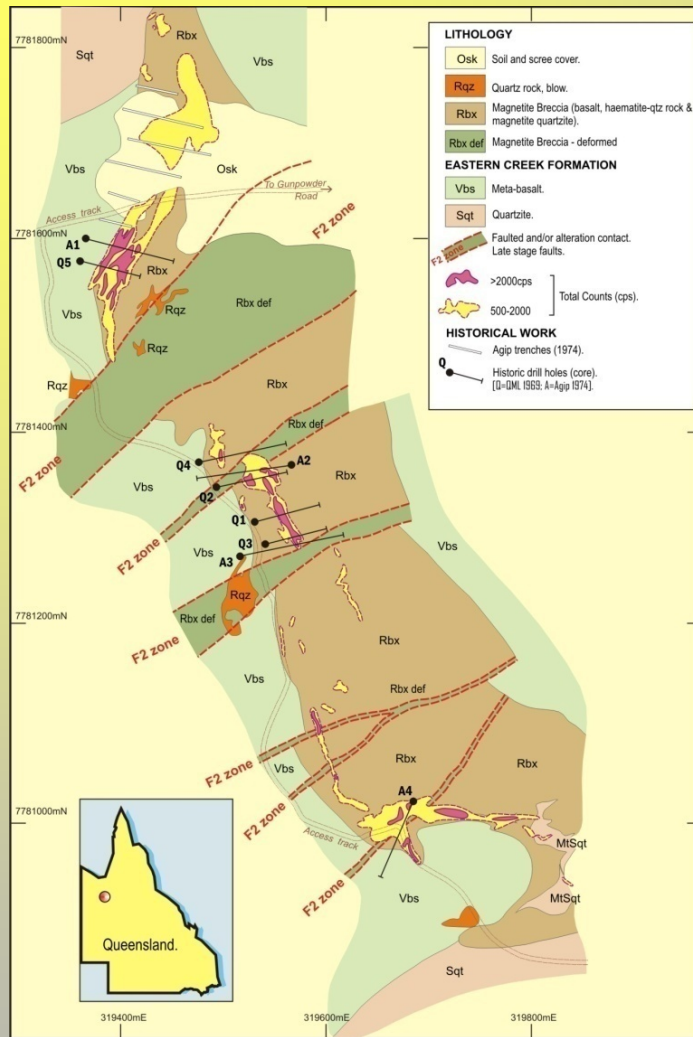 7781800mN
Sqt
Rbx
Vbs
Vbs
Osk
To Gunpowder
Road
Access track
F2 zone
7781600mN
A1
Q5
Rbx
Rbx def
Vbs
Rqz
Rqz
Rqz
Rbx
7781400mN
Rbx def
F2 zone
Vbs
Q4
A2
Q2
Rbx
Q1
F2 zone
Vbs
Q3
A3
Vbs
Rqz
7781200mN
Rbx def
Rbx
F2 zone
Vbs
Rbx def
F2 zone
Vbs
Rbx
Rbx
A4
F2 zone
7781000mN
Access track
MtSqt
F2 zone
Vbs
MtSqt
Sqt
319400mE
319600mE
319800mE
LITHOLOGY
Osk Soil and scree cover.
Rqz Quartz rock, blow.
Rbx Magnetite Breccia (basalt, haematite-qtz rock &
magnetite quartzite).
Rbx def Magnetite Breccia - deformed
EASTERN CREEK FORMATION
Vbs Meta-basalt.
Sqt Quartzite.
F2 zone Faulted and/or alteration contact.
Late stage faults.
>2000cps
500-2000
Total Counts (cps).
HISTORICAL WORK
Agip trenches (1974).
Q Historic drill holes (core).
[Q=QML 1969; A=Agip 1974].
Queensland.